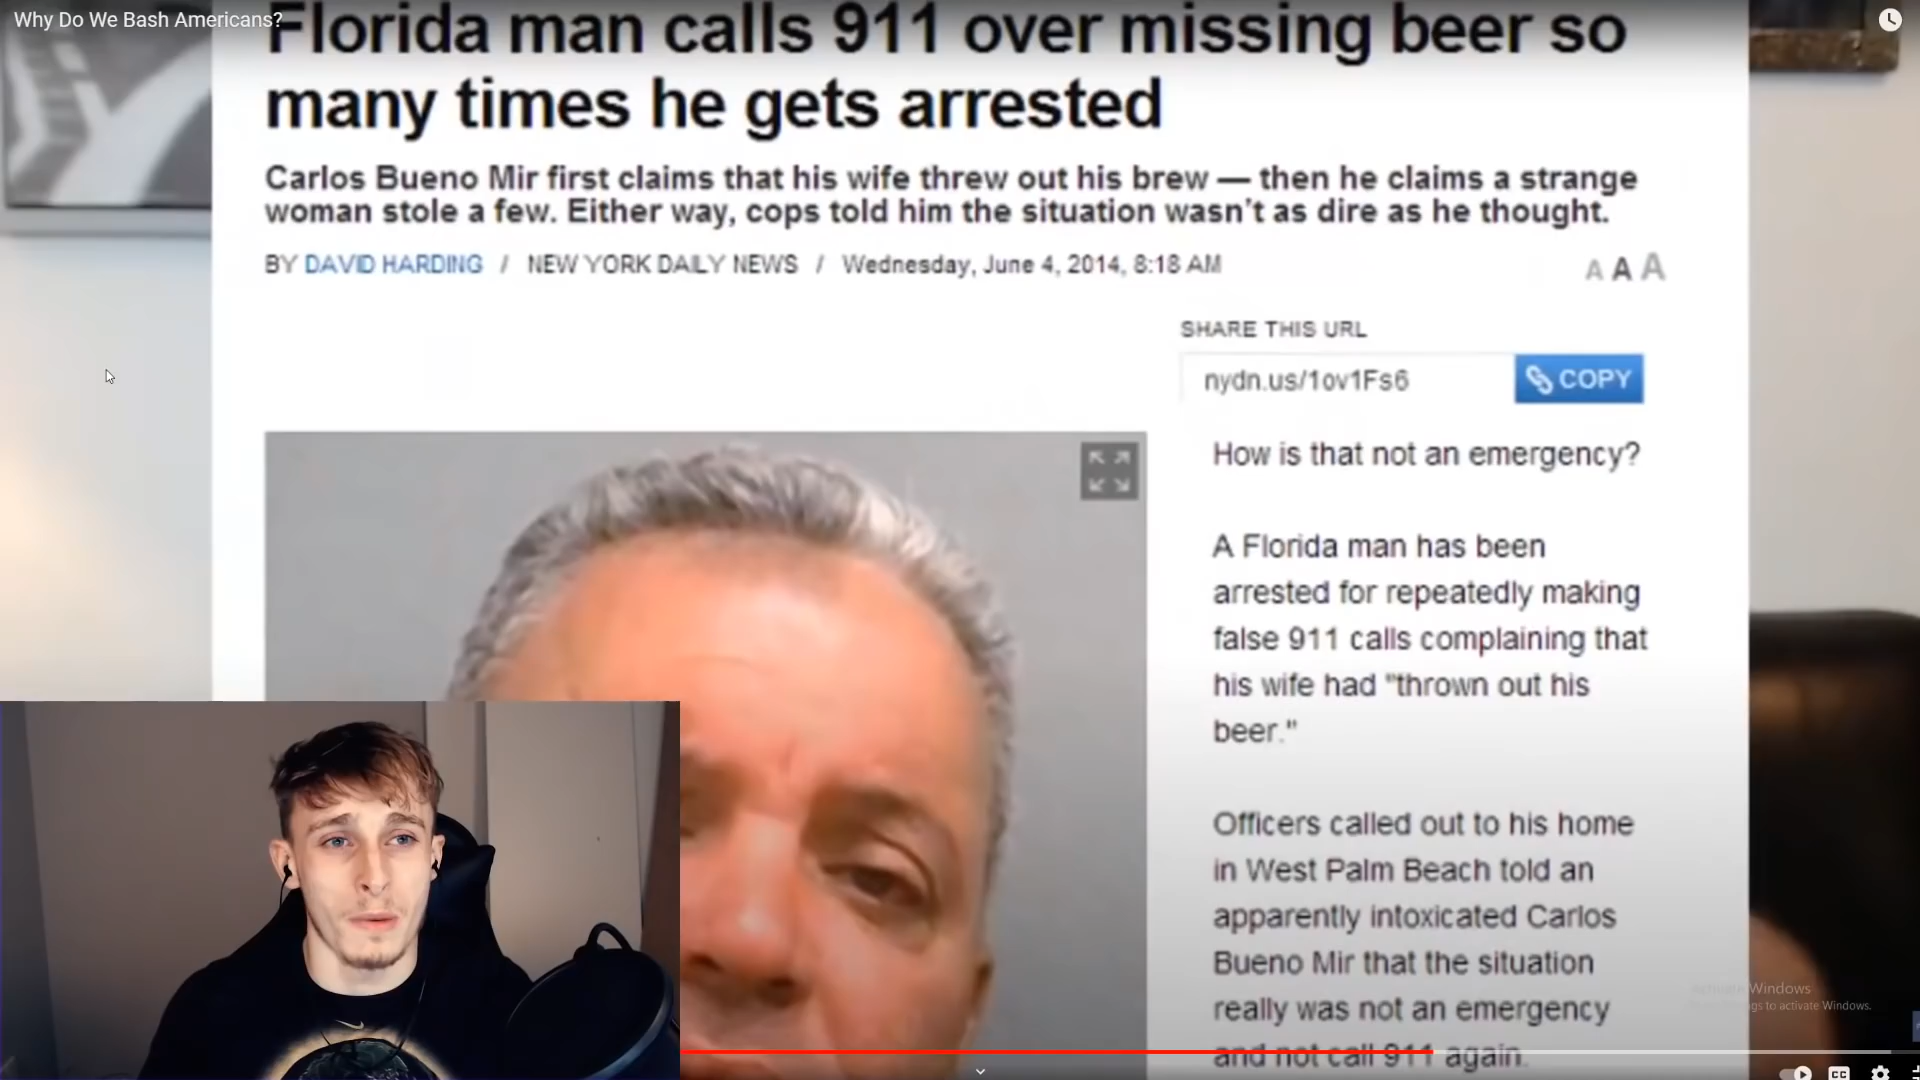 Why Do We Bash Americans?
Florida man calls 911 over missing beer so
many times he gets arrested
Carlos Bueno Mir first claims that his wife threw out his brew — then he claims a strange
woman stole a few. Either way, cops told him the situation wasn't as dire as he thought.
BY DAVID HARDING / NEW YORK DAILY NEWS / Wednesday, June 4, 2014, 8:18 AM
A A A
SHARE THIS URL
nydn.us/1ov1Fs6
COPY
How is that not an emergency?
A Florida man has been
arrested for repeatedly making
false 911 calls complaining that
his wife had "thrown out his
beer."
Officers called out to his home
in West Palm Beach told an
apparently intoxicated Carlos
Bueno Mir that the situation
really was not an emergency
and not call 911 again.
Activate Windows
to activate Windows.
CC